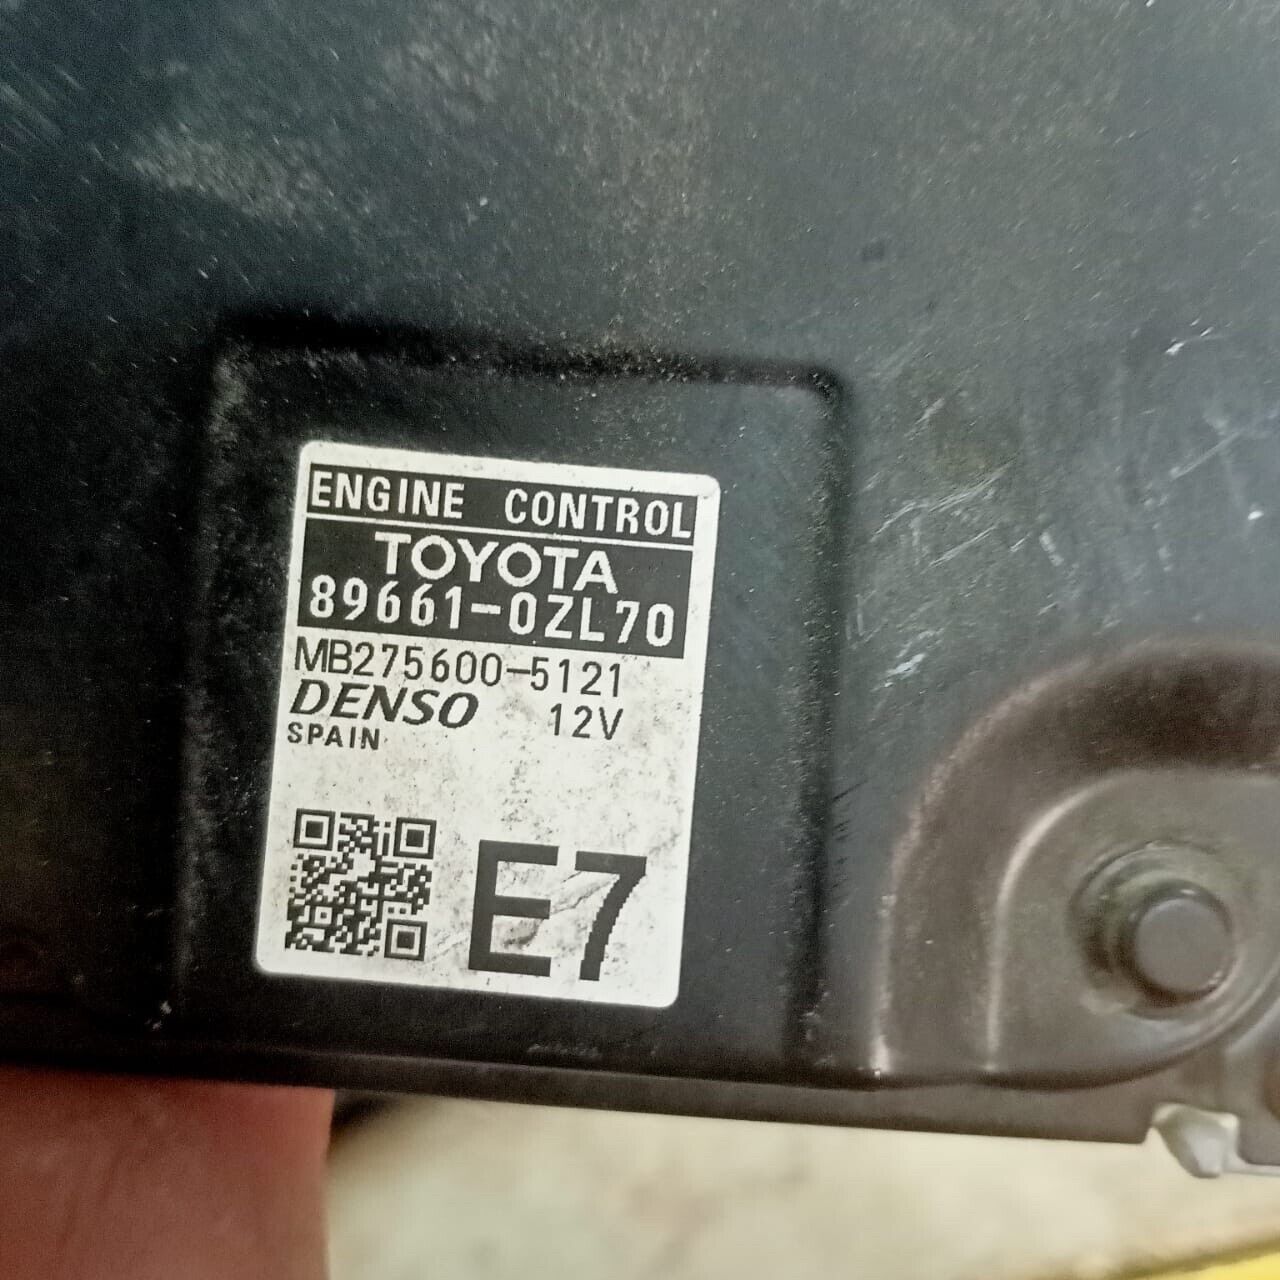 ENGINE CONTROL
TOYOTA
89661-0ZL70
MB275600-5121
DENSO 12V
SPAIN
E7